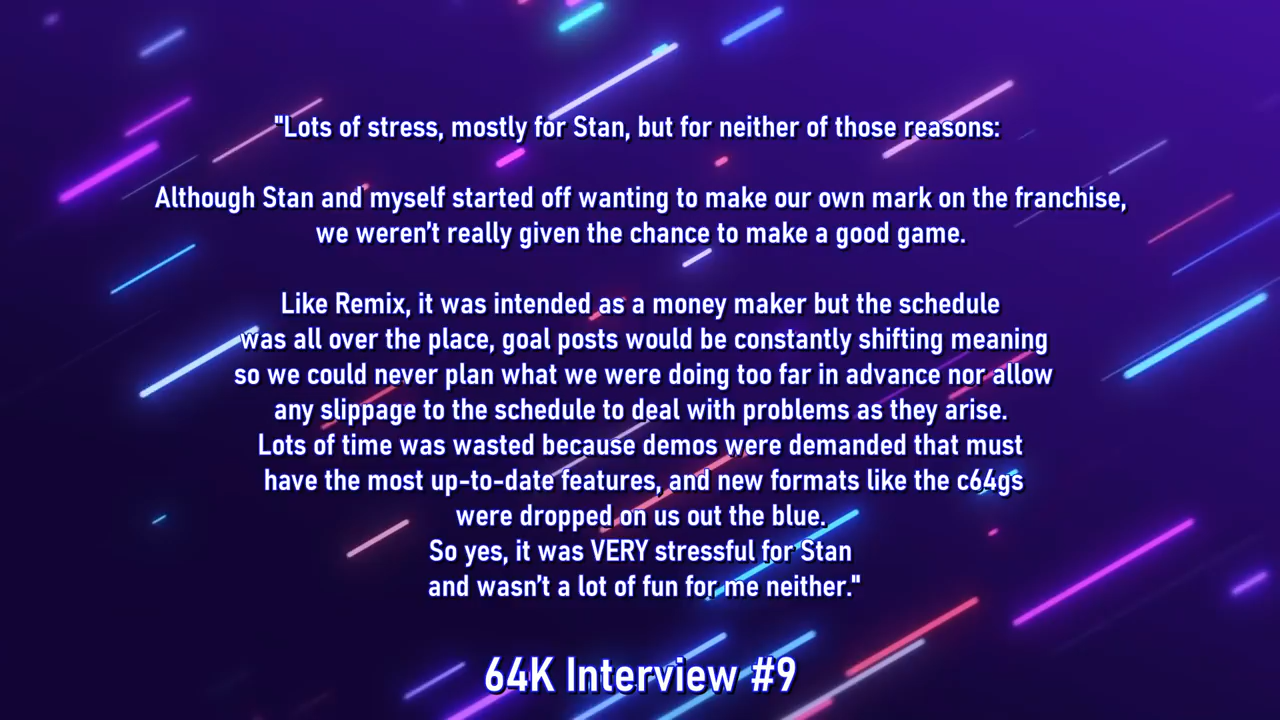 "Lots of stress, mostly for Stan, but for neither of those reasons:
Although Stan and myself started off wanting to make our own mark on the franchise,
we weren’t really given the chance to make a good game.
Like Remix, it was intended as a money maker but the schedule
was all over the place, goal posts would be constantly shifting meaning
so we could never plan what we were doing too far in advance nor allow
any slippage to the schedule to deal with problems as they arise.
Lots of time was wasted because demos were demanded that must
have the most up-to-date features, and new formats like the c64gs
were dropped on us out the blue.
So yes, it was VERY stressful for Stan
and wasn’t a lot of fun for me neither."
64K Interview #9